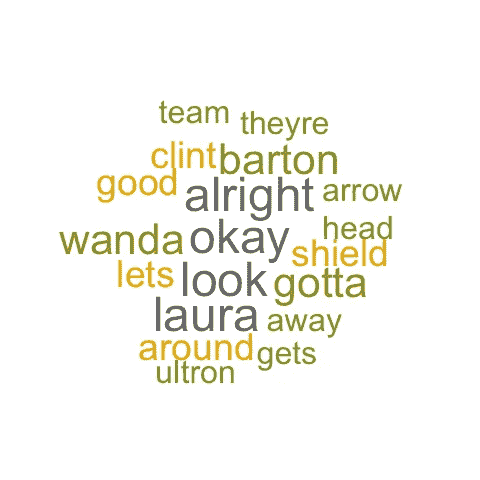 team theyre
clint barton
good alright arrow
wanda okay head
shield
lets look gotta
laura away
around gets
ultron